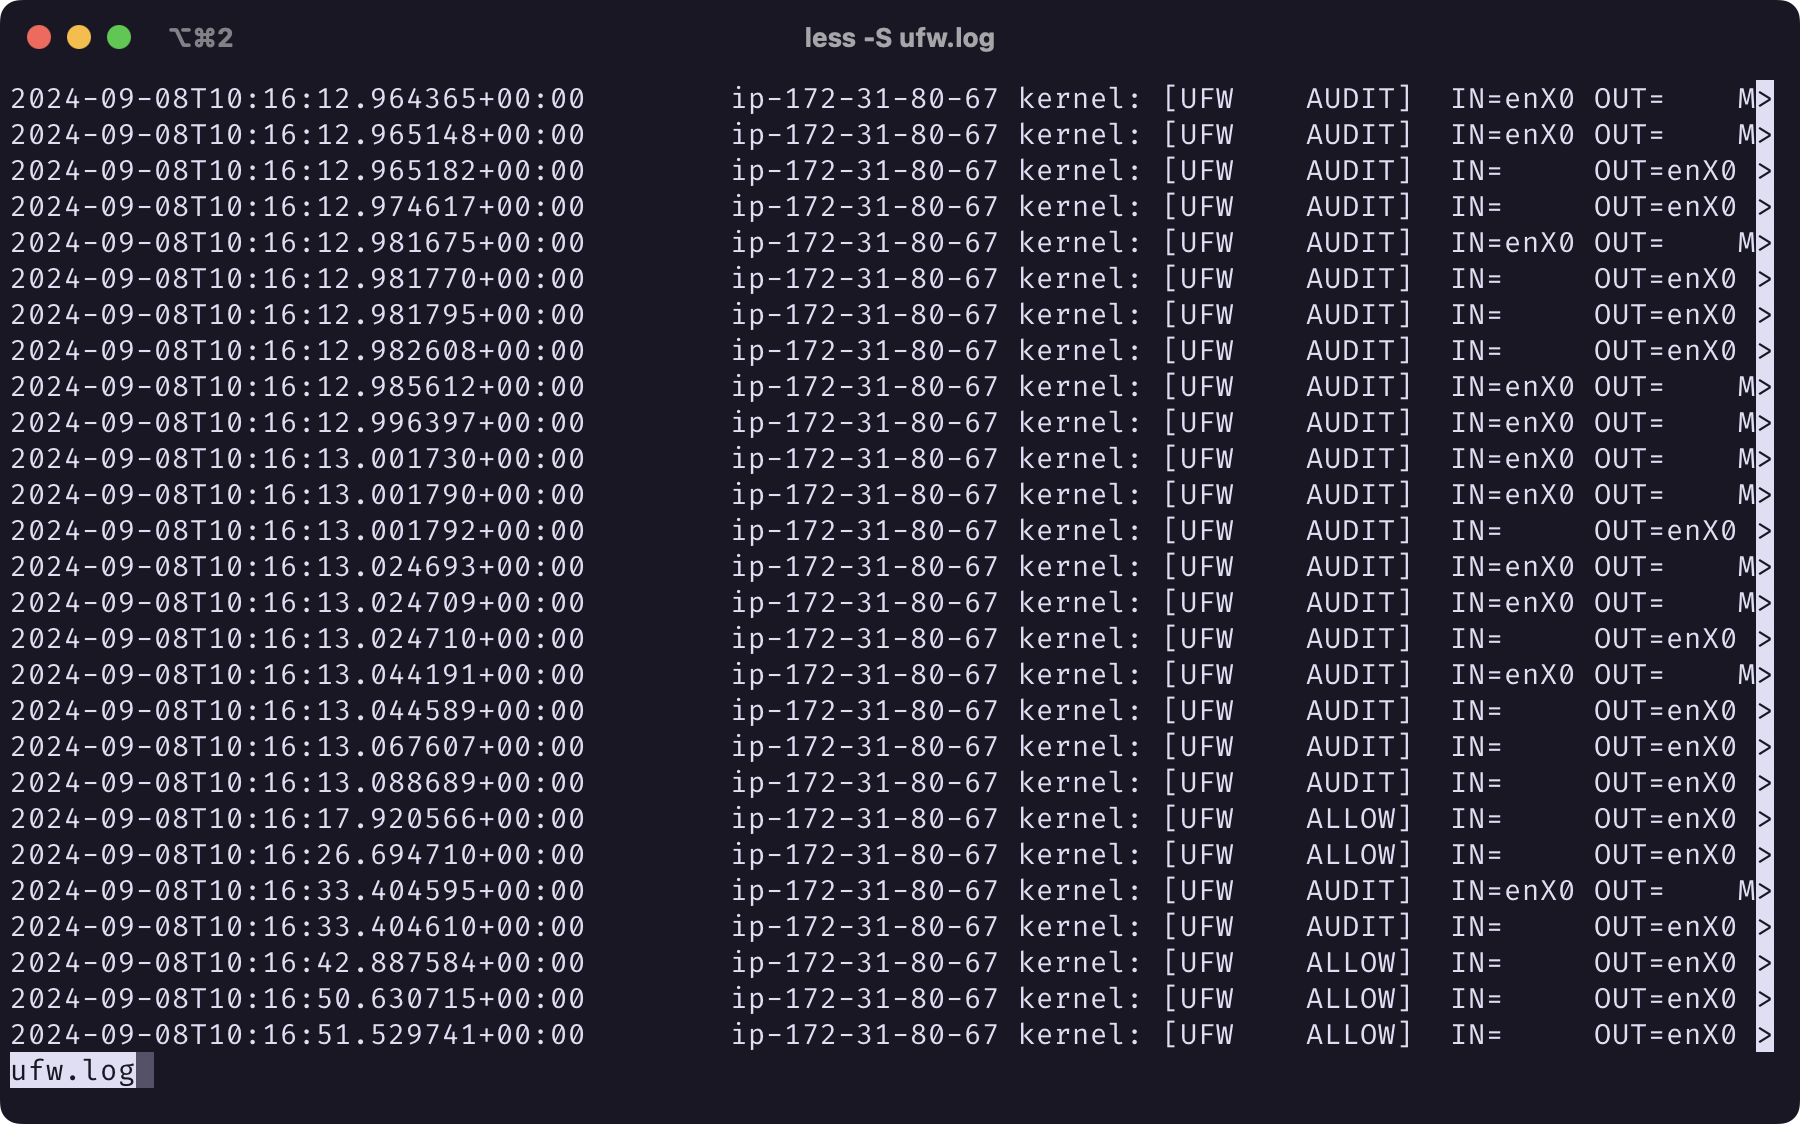 ⌥⌘2 less -S ufw.log
2024-09-08T10:16:12.964365+00:00 ip-172-31-80-67 kernel: [UFW AUDIT] IN=enX0 OUT= M>
2024-09-08T10:16:12.965148+00:00 ip-172-31-80-67 kernel: [UFW AUDIT] IN=enX0 OUT= M>
2024-09-08T10:16:12.965182+00:00 ip-172-31-80-67 kernel: [UFW AUDIT] IN= OUT=enX0 >
2024-09-08T10:16:12.974617+00:00 ip-172-31-80-67 kernel: [UFW AUDIT] IN= OUT=enX0 >
2024-09-08T10:16:12.981675+00:00 ip-172-31-80-67 kernel: [UFW AUDIT] IN=enX0 OUT= M>
2024-09-08T10:16:12.981770+00:00 ip-172-31-80-67 kernel: [UFW AUDIT] IN= OUT=enX0 >
2024-09-08T10:16:12.981795+00:00 ip-172-31-80-67 kernel: [UFW AUDIT] IN= OUT=enX0 >
2024-09-08T10:16:12.982608+00:00 ip-172-31-80-67 kernel: [UFW AUDIT] IN= OUT=enX0 >
2024-09-08T10:16:12.985612+00:00 ip-172-31-80-67 kernel: [UFW AUDIT] IN=enX0 OUT= M>
2024-09-08T10:16:12.996397+00:00 ip-172-31-80-67 kernel: [UFW AUDIT] IN=enX0 OUT= M>
2024-09-08T10:16:13.001730+00:00 ip-172-31-80-67 kernel: [UFW AUDIT] IN=enX0 OUT= M>
2024-09-08T10:16:13.001790+00:00 ip-172-31-80-67 kernel: [UFW AUDIT] IN=enX0 OUT= M>
2024-09-08T10:16:13.001792+00:00 ip-172-31-80-67 kernel: [UFW AUDIT] IN= OUT=enX0 >
2024-09-08T10:16:13.024693+00:00 ip-172-31-80-67 kernel: [UFW AUDIT] IN=enX0 OUT= M>
2024-09-08T10:16:13.024709+00:00 ip-172-31-80-67 kernel: [UFW AUDIT] IN=enX0 OUT= M>
2024-09-08T10:16:13.024710+00:00 ip-172-31-80-67 kernel: [UFW AUDIT] IN= OUT=enX0 >
2024-09-08T10:16:13.044191+00:00 ip-172-31-80-67 kernel: [UFW AUDIT] IN=enX0 OUT= M>
2024-09-08T10:16:13.044589+00:00 ip-172-31-80-67 kernel: [UFW AUDIT] IN= OUT=enX0 >
2024-09-08T10:16:13.067607+00:00 ip-172-31-80-67 kernel: [UFW AUDIT] IN= OUT=enX0 >
2024-09-08T10:16:13.088689+00:00 ip-172-31-80-67 kernel: [UFW AUDIT] IN= OUT=enX0 >
2024-09-08T10:16:17.920566+00:00 ip-172-31-80-67 kernel: [UFW ALLOW] IN= OUT=enX0 >
2024-09-08T10:16:26.694710+00:00 ip-172-31-80-67 kernel: [UFW ALLOW] IN= OUT=enX0 >
2024-09-08T10:16:33.404595+00:00 ip-172-31-80-67 kernel: [UFW AUDIT] IN=enX0 OUT= M>
2024-09-08T10:16:33.404610+00:00 ip-172-31-80-67 kernel: [UFW AUDIT] IN= OUT=enX0 >
2024-09-08T10:16:42.887584+00:00 ip-172-31-80-67 kernel: [UFW ALLOW] IN= OUT=enX0 >
2024-09-08T10:16:50.630715+00:00 ip-172-31-80-67 kernel: [UFW ALLOW] IN= OUT=enX0 >
2024-09-08T10:16:51.529741+00:00 ip-172-31-80-67 kernel: [UFW ALLOW] IN= OUT=enX0 >
ufw.log